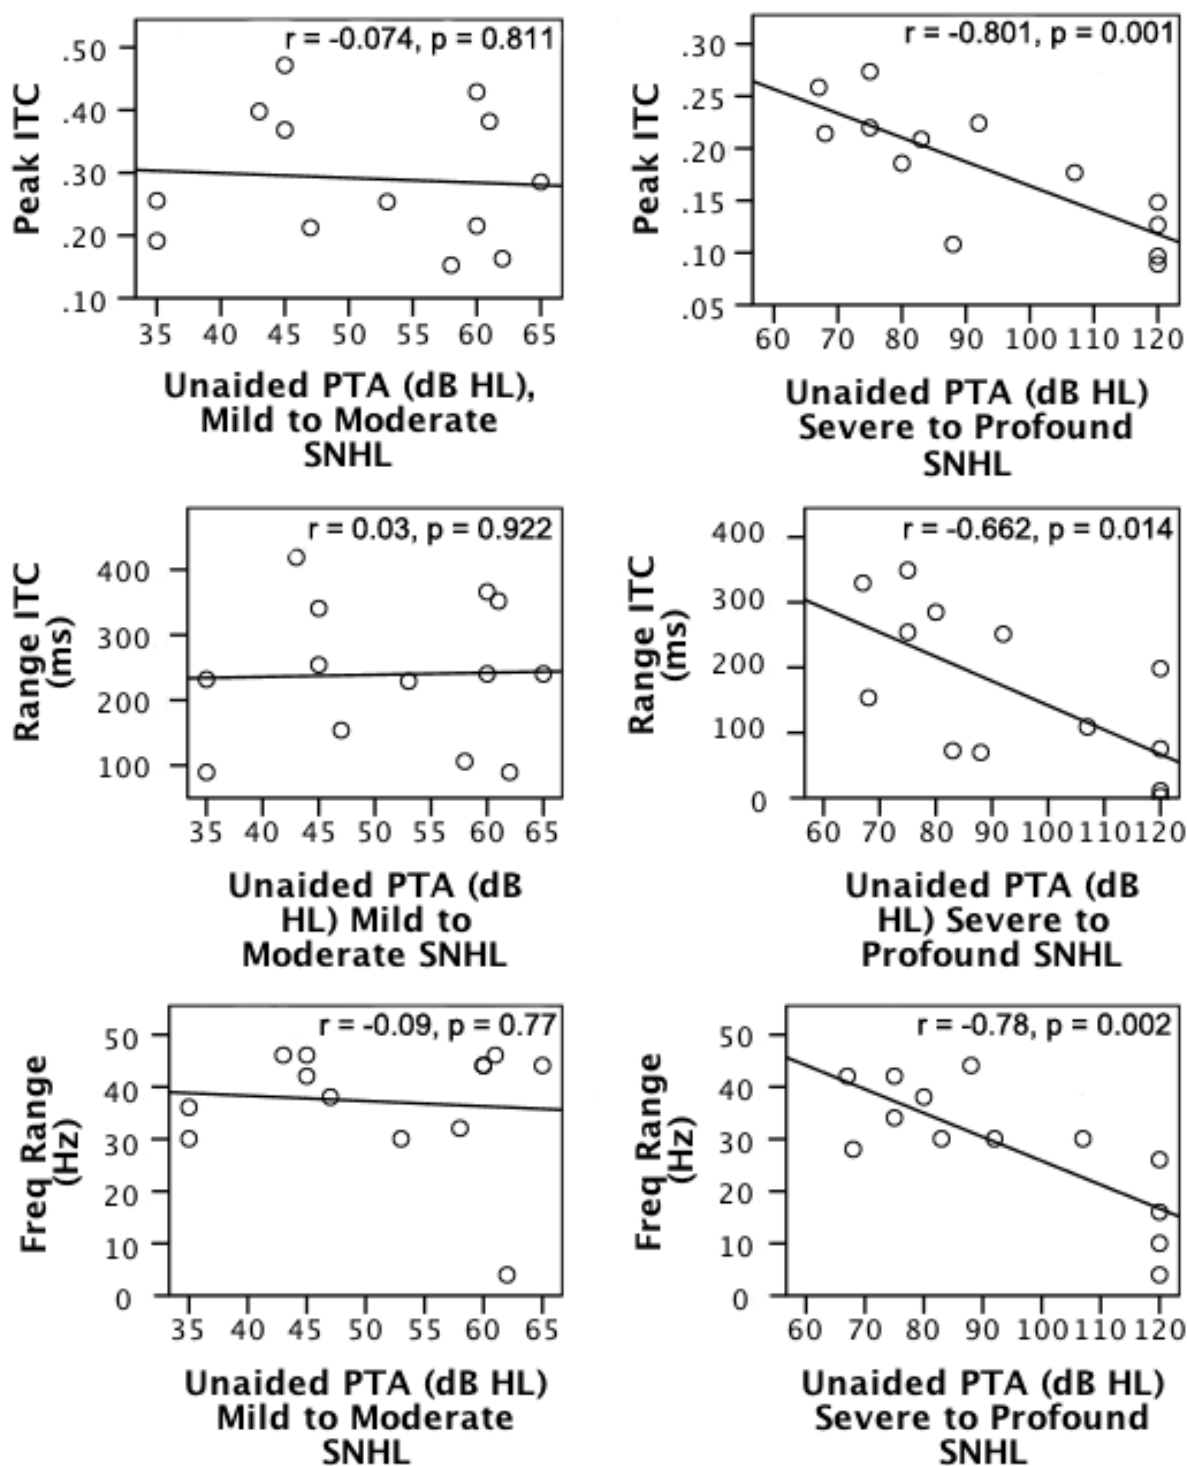 r = -0.074, p = 0.811
.50
.40
.30
.20
.10
Peak ITC
35 40 45 50 55 60 65
Unaided PTA (dB HL),
Mild to Moderate
SNHL
r = -0.801, p = 0.001
.30
.25
.20
.15
.10
.05
Peak ITC
60 70 80 90 100 110 120
Unaided PTA (dB HL)
Severe to Profound
SNHL
r = 0.03, p = 0.922
400
300
200
100
Range ITC
(ms)
35 40 45 50 55 60 65
Unaided PTA (dB
HL) Mild to
Moderate SNHL
r = -0.662, p = 0.014
400
300
200
100
0
Range ITC
(ms)
60 70 80 90 100 110 120
Unaided PTA (dB
HL) Severe to
Profound SNHL
r = -0.09, p = 0.77
50
40
30
20
10
0
Freq Range
(Hz)
35 40 45 50 55 60 65
Unaided PTA (dB HL)
Mild to Moderate
SNHL
r = -0.78, p = 0.002
50
40
30
20
10
0
Freq Range
(Hz)
60 70 80 90 100 110 120
Unaided PTA (dB HL)
Severe to Profound
SNHL